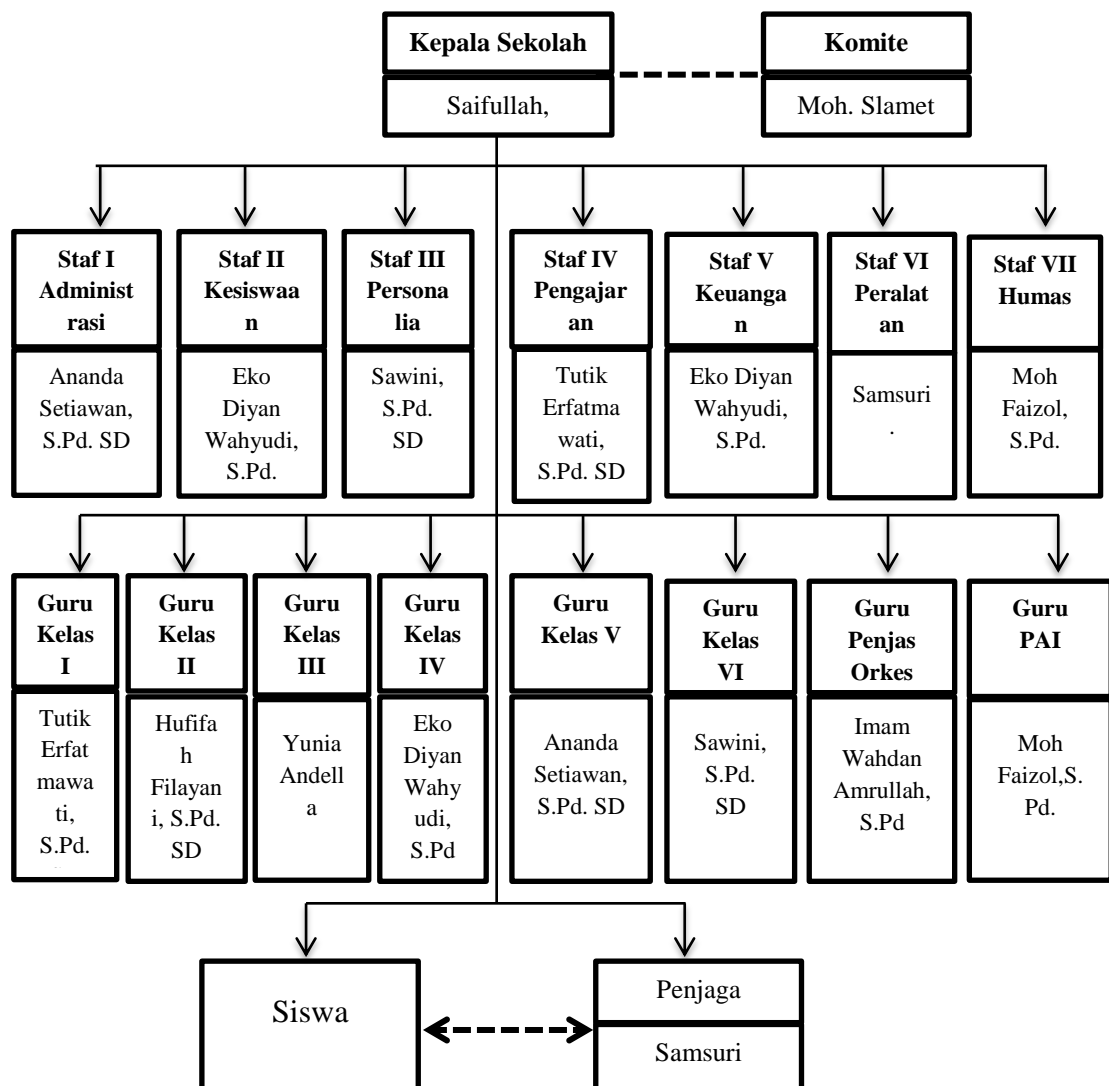 Kepala Sekolah
Saifullah,
Komite
Moh. Slamet
Staf I
Administ
rasi
Ananda
Setiawan,
S.Pd. SD
Staf II
Kesiswaa
n
Eko
Diyan
Wahyudi,
S.Pd.
Staf III
Persona
lia
Sawini,
S.Pd.
SD
Staf IV
Pengajar
an
Tutik
Erfatma
wati,
S.Pd. SD
Staf V
Keuanga
n
Eko Diyan
Wahyudi,
S.Pd.
Staf VI
Peralat
an
Samsuri
.
Staf VII
Humas
Moh
Faizol,
S.Pd.
Guru
Kelas
I
Tutik
Erfat
mawa
ti,
S.Pd.
Guru
Kelas
II
Hufifa
h
Filayan
i, S.Pd.
SD
Guru
Kelas
III
Yunia
Andell
a
Guru
Kelas
IV
Eko
Diyan
Wahy
udi,
S.Pd
Guru
Kelas V
Ananda
Setiawan,
S.Pd. SD
Guru
Kelas
VI
Sawini,
S.Pd.
SD
Guru
Penjas
Orkes
Imam
Wahdan
Amrullah,
S.Pd
Guru
PAI
Moh
Faizol,S.
Pd.
Siswa
Penjaga
Samsuri